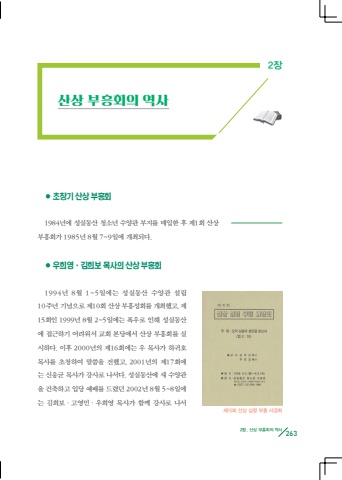 2장
산상 부흥회의 역사
● 초창기 산상 부흥회
1984년에 성실동산 청소년 수양관 부지를 매입한 후 제1회 산상
부흥회가 1985년 8월 7~9일에 개최되다.
● 우희영 · 김희보 목사의 산상 부흥회
1994년 8월 1~5일에는 성실동산 수양관 설립
10주년 기념으로 제10회 산상 부흥성회를 개최했고, 제
15회인 1999년 8월 2~5일에는 폭우로 인해 성실동산
에 접근하기 어려워서 교회 본당에서 산상 부흥회를 실
시하다. 이후 2000년의 제16회에는 우 목사가 하귀호
목사를 초청하여 말씀을 전했고, 2001년의 제17회에
는 신응균 목사가 강사로 나서다. 성실동산에 새 수양관
을 건축하고 입당 예배를 드렸던 2002년 8월 5~8일에
는 김희보 · 고영민 · 우희영 목사가 함께 강사로 나서
제10회 산상 심령 부흥 사경회
2장. 산상 부흥회의 역사
263